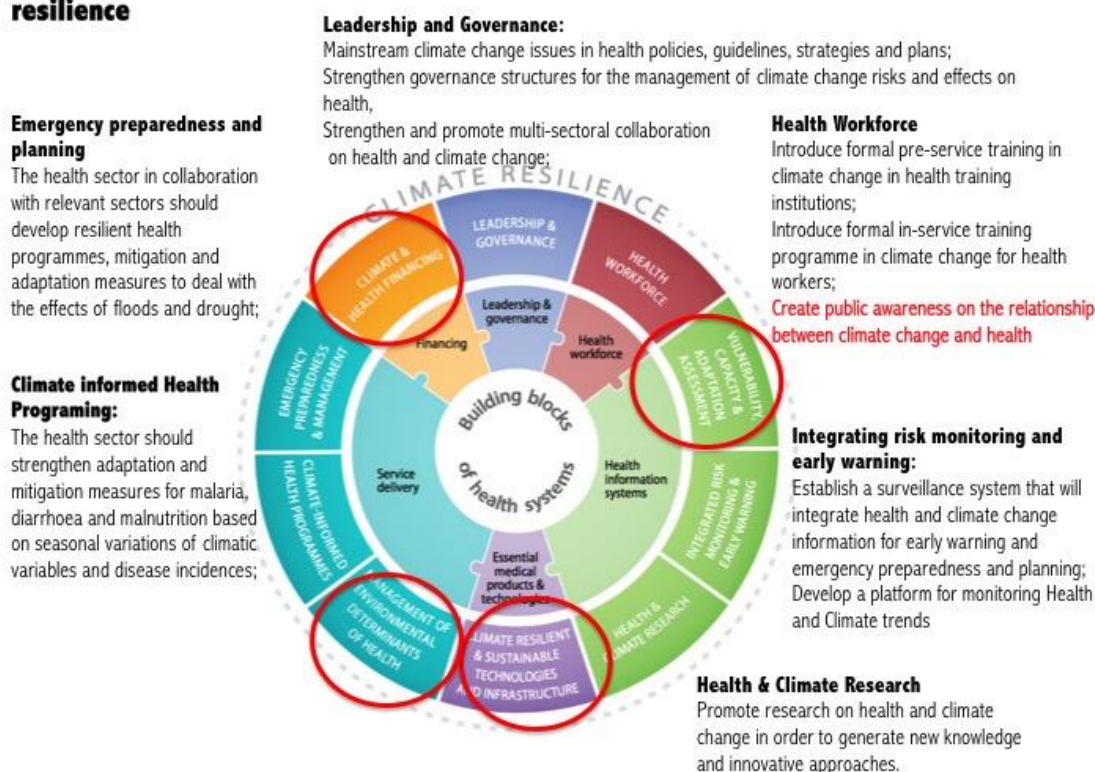 resilience
Leadership and Governance:
Mainstream climate change issues in health policies, guidelines, strategies and plans;
Strengthen governance structures for the management of climate change risks and effects on
health,
Strengthen and promote multi-sectoral collaboration
on health and climate change;
Emergency preparedness and
planning
The health sector in collaboration
with relevant sectors should
develop resilient health
programmes, mitigation and
adaptation measures to deal with
the effects of floods and drought;
Climate informed Health
Programing:
The health sector should
strengthen adaptation and
mitigation measures for malaria,
diarrhoea and malnutrition based
on seasonal variations of climatic
variables and disease incidences;
CLIMATE RESILIENCE
LEADERSHIP &
GOVERNANCE
HEALTH
WORKFORCE
VULNERABILITY,
CAPACITY &
ADAPTATION
ASSESSMENT
INTEGRATED RISK
MONITORING &
EARLY WARNING
HEALTH &
CLIMATE RESEARCH
CLIMATE RESILIENT
& SUSTAINABLE
TECHNOLOGIES
AND INFRASTRUCTURE
MANAGEMENT OF
ENVIRONMENTAL
DETERMINANTS
OF HEALTH
CLIMATE-INFORMED
HEALTH PROGRAMMES
EMERGENCY
PREPAREDNESS
& MANAGEMENT
CLIMATE &
HEALTH FINANCING
Leadership &
governance
Health
workforce
Health
information
systems
Essential
medical
products &
technologies
Service
delivery
Financing
Building blocks
of health systems
Health Workforce
Introduce formal pre-service training in
climate change in health training
institutions;
Introduce formal in-service training
programme in climate change for health
workers;
Create public awareness on the relationship
between climate change and health
Integrating risk monitoring and
early warning:
Establish a surveillance system that will
integrate health and climate change
information for early warning and
emergency preparedness and planning;
Develop a platform for monitoring Health
and Climate trends
Health & Climate Research
Promote research on health and climate
change in order to generate new knowledge
and innovative approaches.